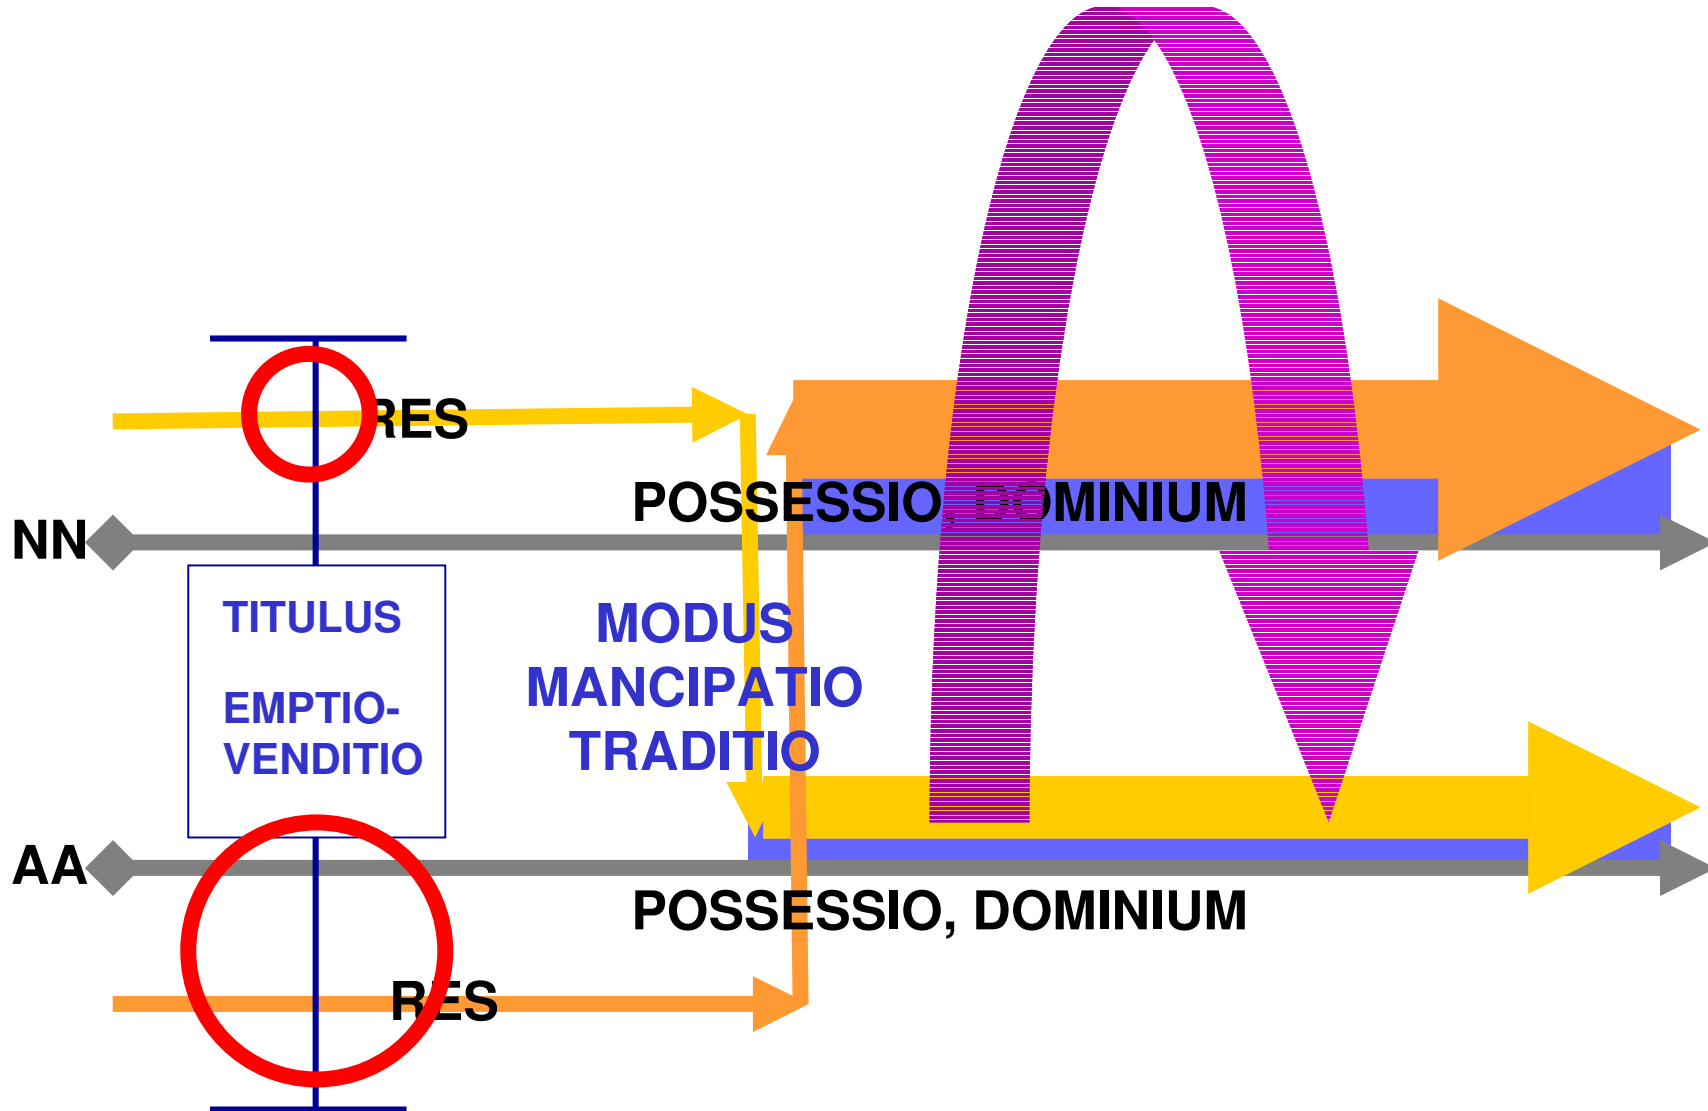 RES
POSSESSIO, DOMINIUM
NN
TITULUS
EMPTIO-
VENDITIO
MODUS
MANCIPATIO
TRADITIO
AA
POSSESSIO, DOMINIUM
RES